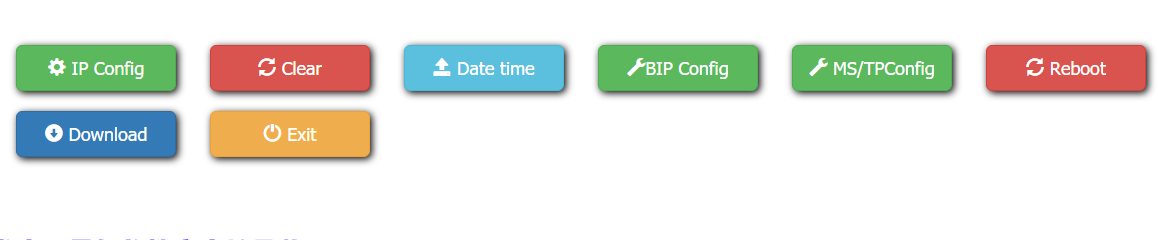 IP Config
Clear
Date time
BIP Config
MS/TPConfig
Reboot
Download
Exit